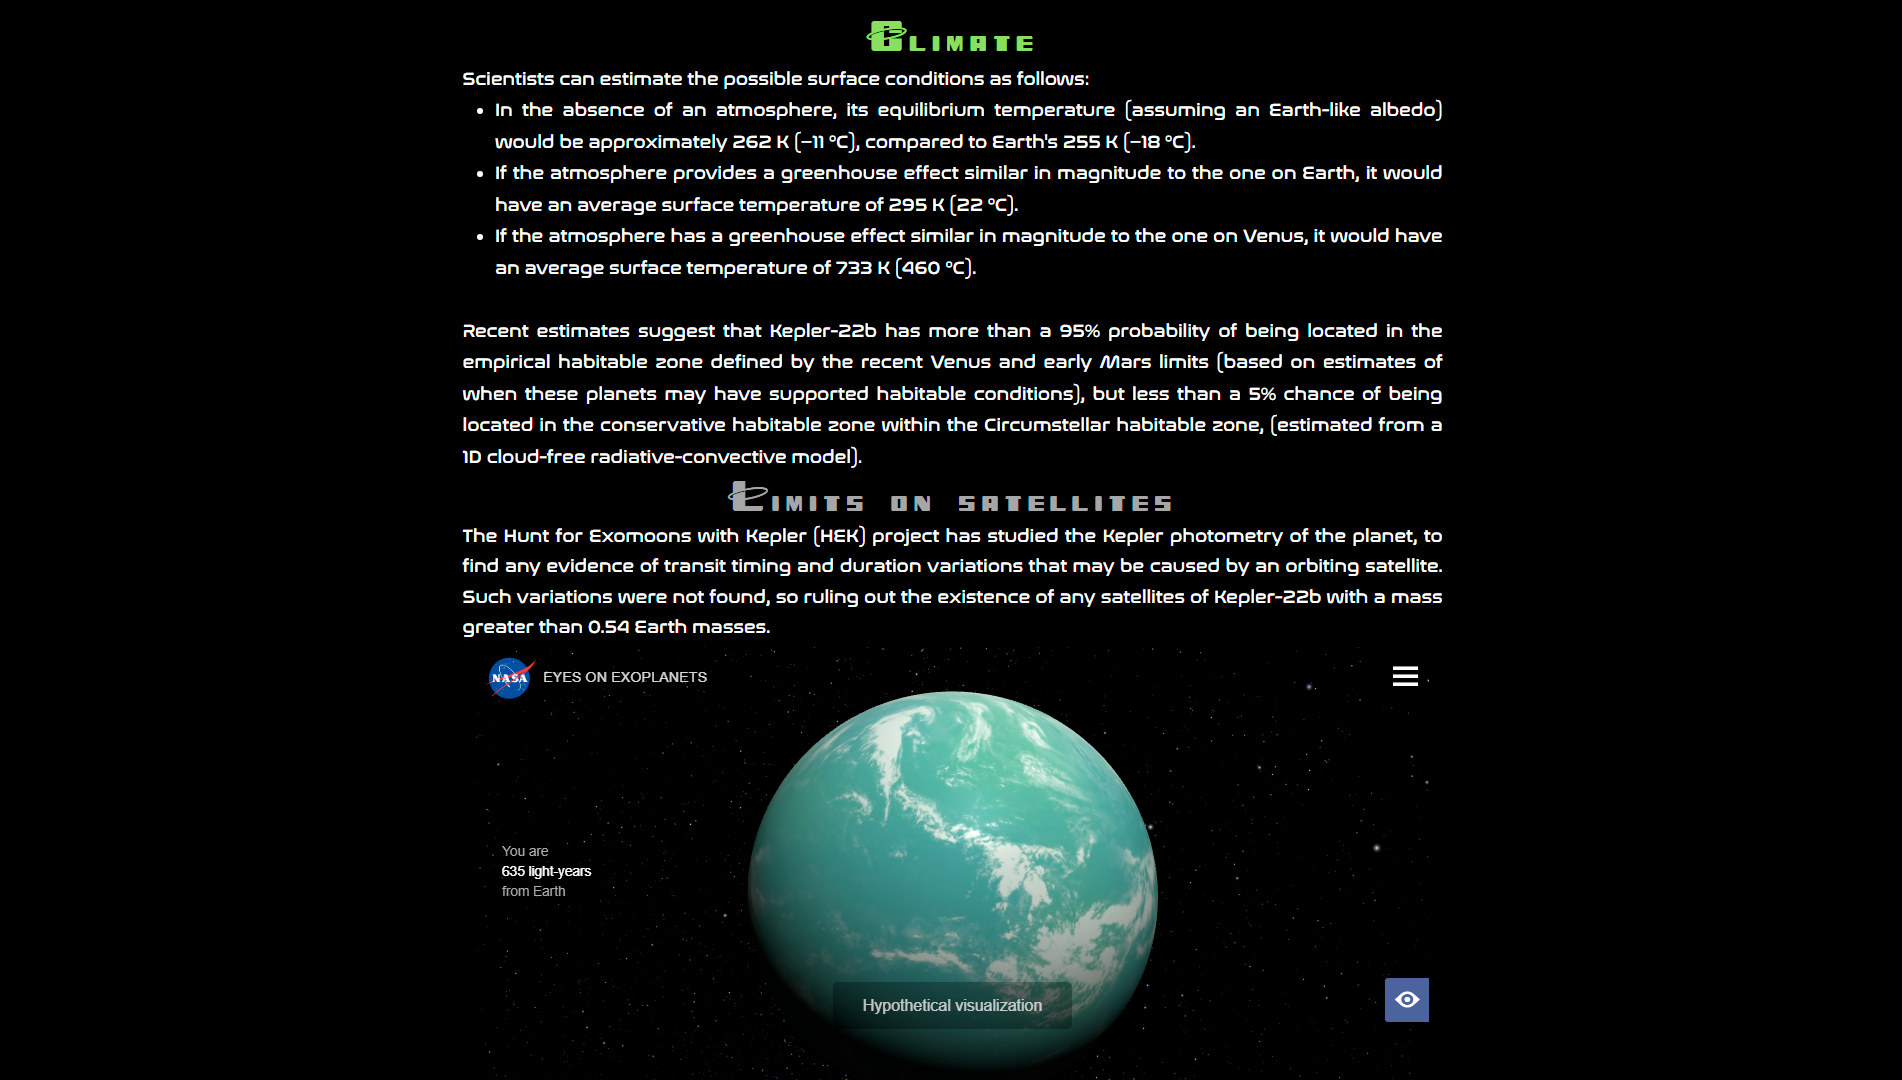 Climate
Scientists can estimate the possible surface conditions as follows:
• In the absence of an atmosphere, its equilibrium temperature (assuming an Earth-like albedo)
would be approximately 262 K (−11 °C), compared to Earth's 255 K (−18 °C).
• If the atmosphere provides a greenhouse effect similar in magnitude to the one on Earth, it would
have an average surface temperature of 295 K (22 °C).
• If the atmosphere has a greenhouse effect similar in magnitude to the one on Venus, it would have
an average surface temperature of 733 K (460 °C).
Recent estimates suggest that Kepler-22b has more than a 95% probability of being located in the
empirical habitable zone defined by the recent Venus and early Mars limits (based on estimates of
when these planets may have supported habitable conditions), but less than a 5% chance of being
located in the conservative habitable zone within the Circumstellar habitable zone, (estimated from a
1D cloud-free radiative-convective model).
Limits on satellites
The Hunt for Exomoons with Kepler (HEK) project has studied the Kepler photometry of the planet, to
find any evidence of transit timing and duration variations that may be caused by an orbiting satellite.
Such variations were not found, so ruling out the existence of any satellites of Kepler-22b with a mass
greater than 0.54 Earth masses.
NASA EYES ON EXOPLANETS
You are
635 light-years
from Earth
Hypothetical visualization